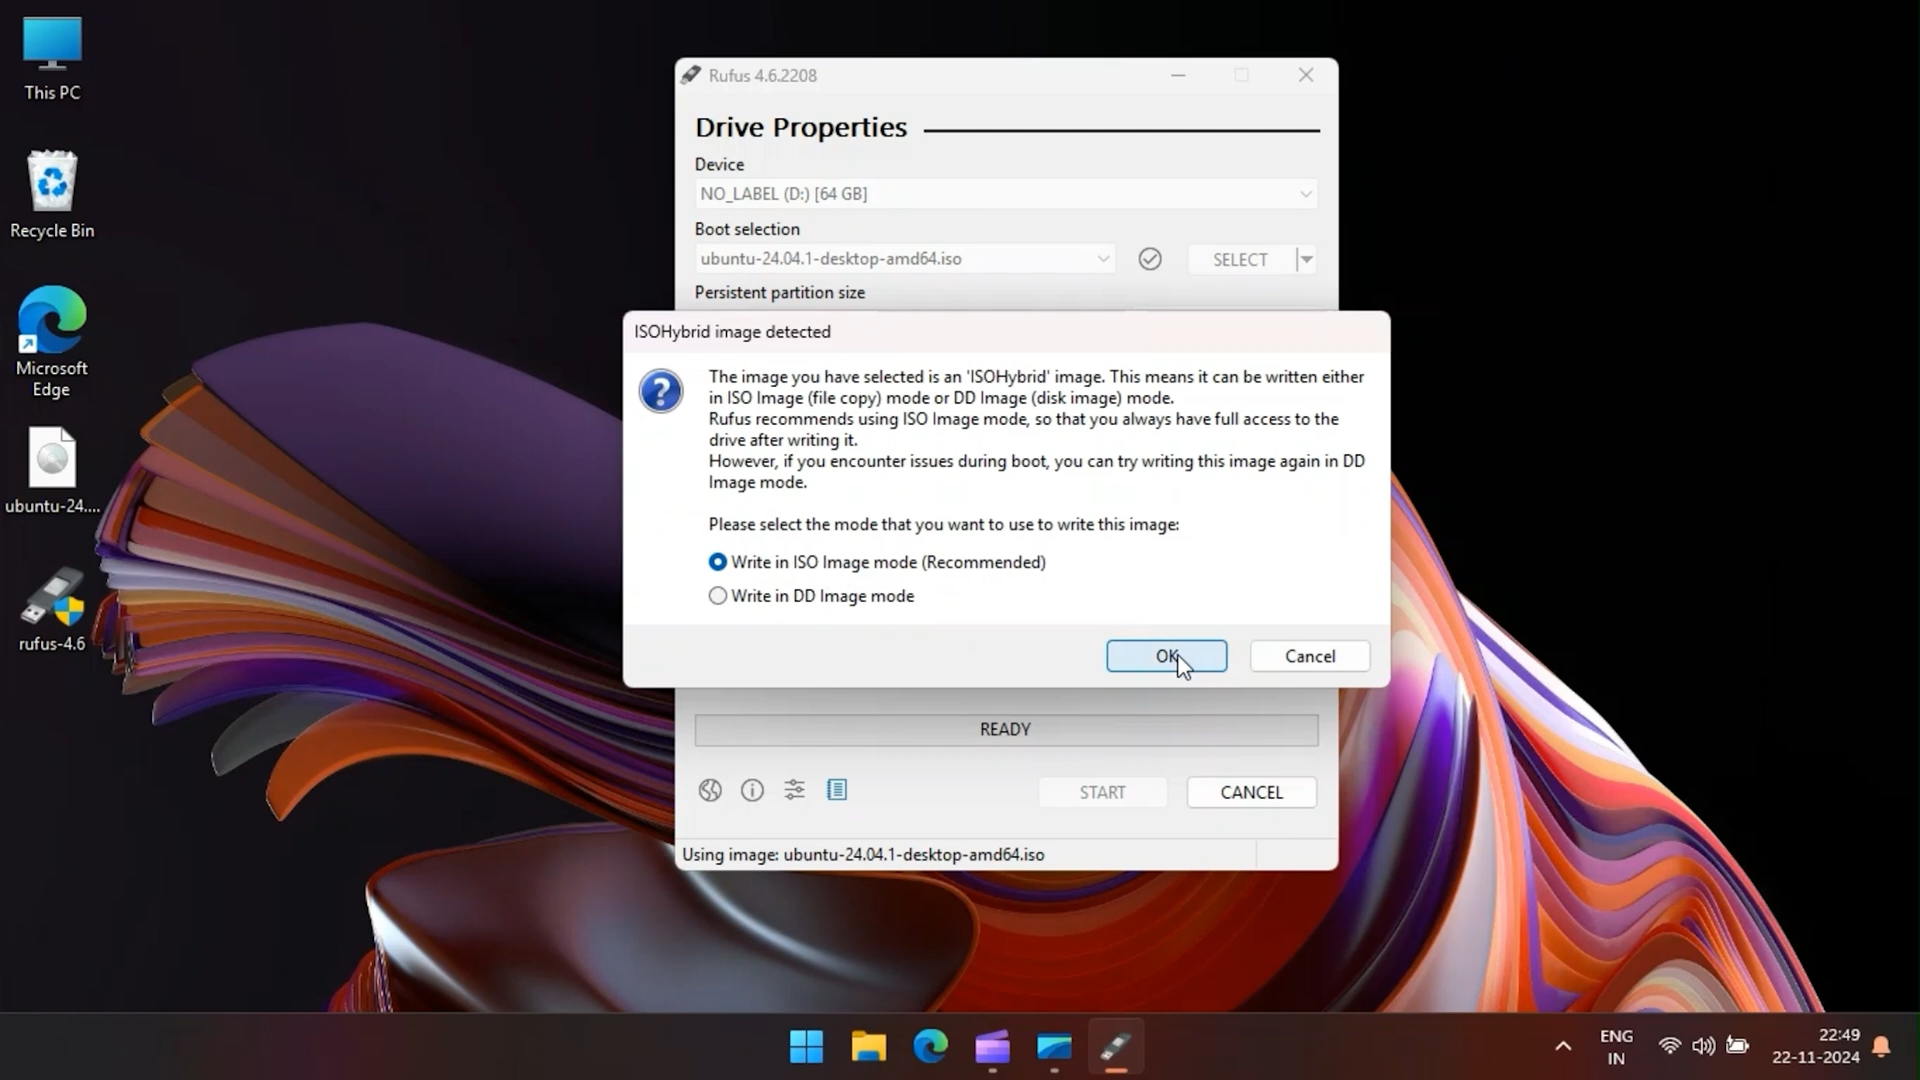 This PC
Recycle Bin
Microsoft
Edge
ubuntu-24....
rufus-4.6
Rufus 4.6.2208
Drive Properties
Device
NO_LABEL (D:) [64 GB]
Boot selection
ubuntu-24.04.1-desktop-amd64.iso
SELECT
Persistent partition size
ISOHybrid image detected
The image you have selected is an 'ISOHybrid' image. This means it can be written either
in ISO Image (file copy) mode or DD Image (disk image) mode.
Rufus recommends using ISO Image mode, so that you always have full access to the
drive after writing it.
However, if you encounter issues during boot, you can try writing this image again in DD
Image mode.
Please select the mode that you want to use to write this image:
Write in ISO Image mode (Recommended)
Write in DD Image mode
OK
Cancel
READY
START
CANCEL
Using image: ubuntu-24.04.1-desktop-amd64.iso
ENG
IN
22:49
22-11-2024